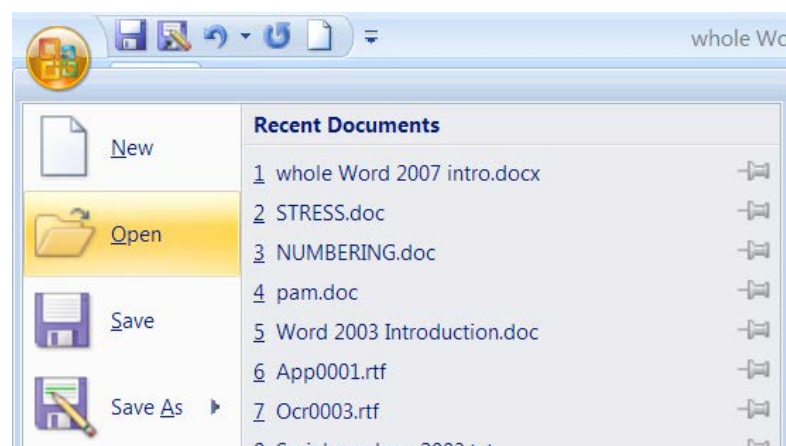 whole Wo
New
Open
Save
Save As
Recent Documents
1 whole Word 2007 intro.docx
2 STRESS.doc
3 NUMBERING.doc
4 pam.doc
5 Word 2003 Introduction.doc
6 App0001.rtf
7 Ocr0003.rtf